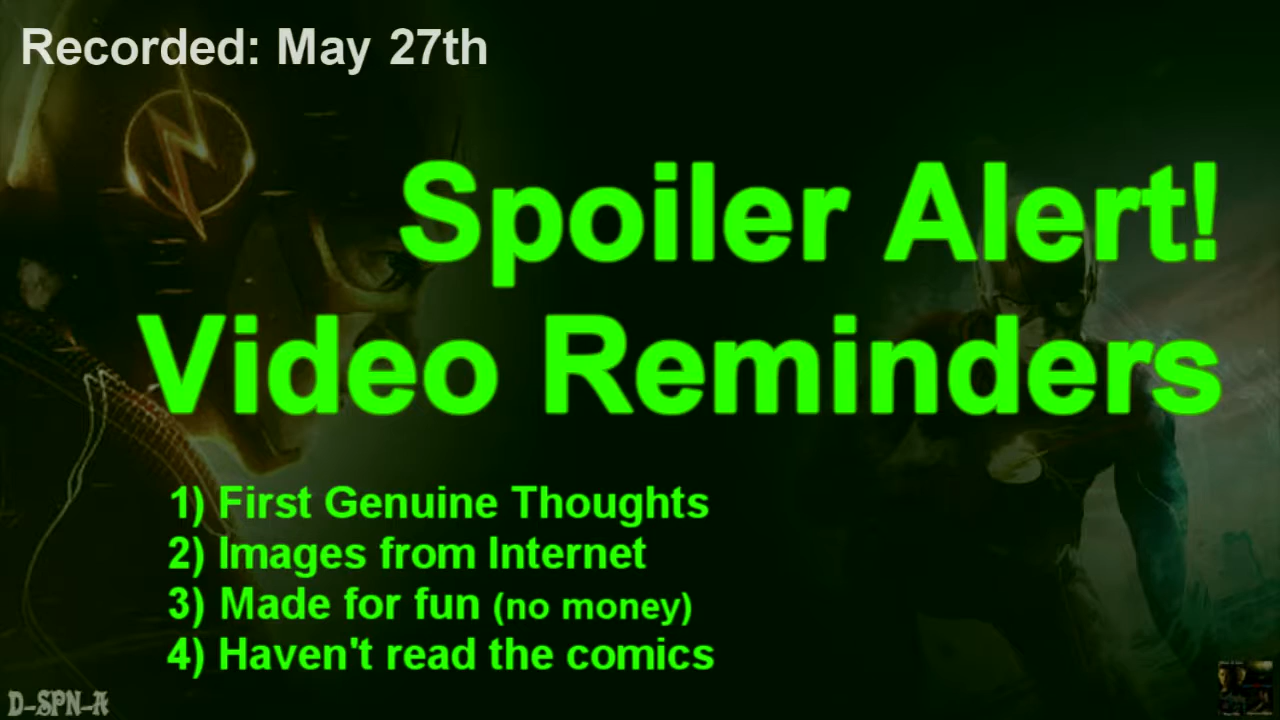 Recorded: May 27th
Spoiler Alert!
Video Reminders
1) First Genuine Thoughts
2) Images from Internet
3) Made for fun (no money)
4) Haven't read the comics
D-SPN-A